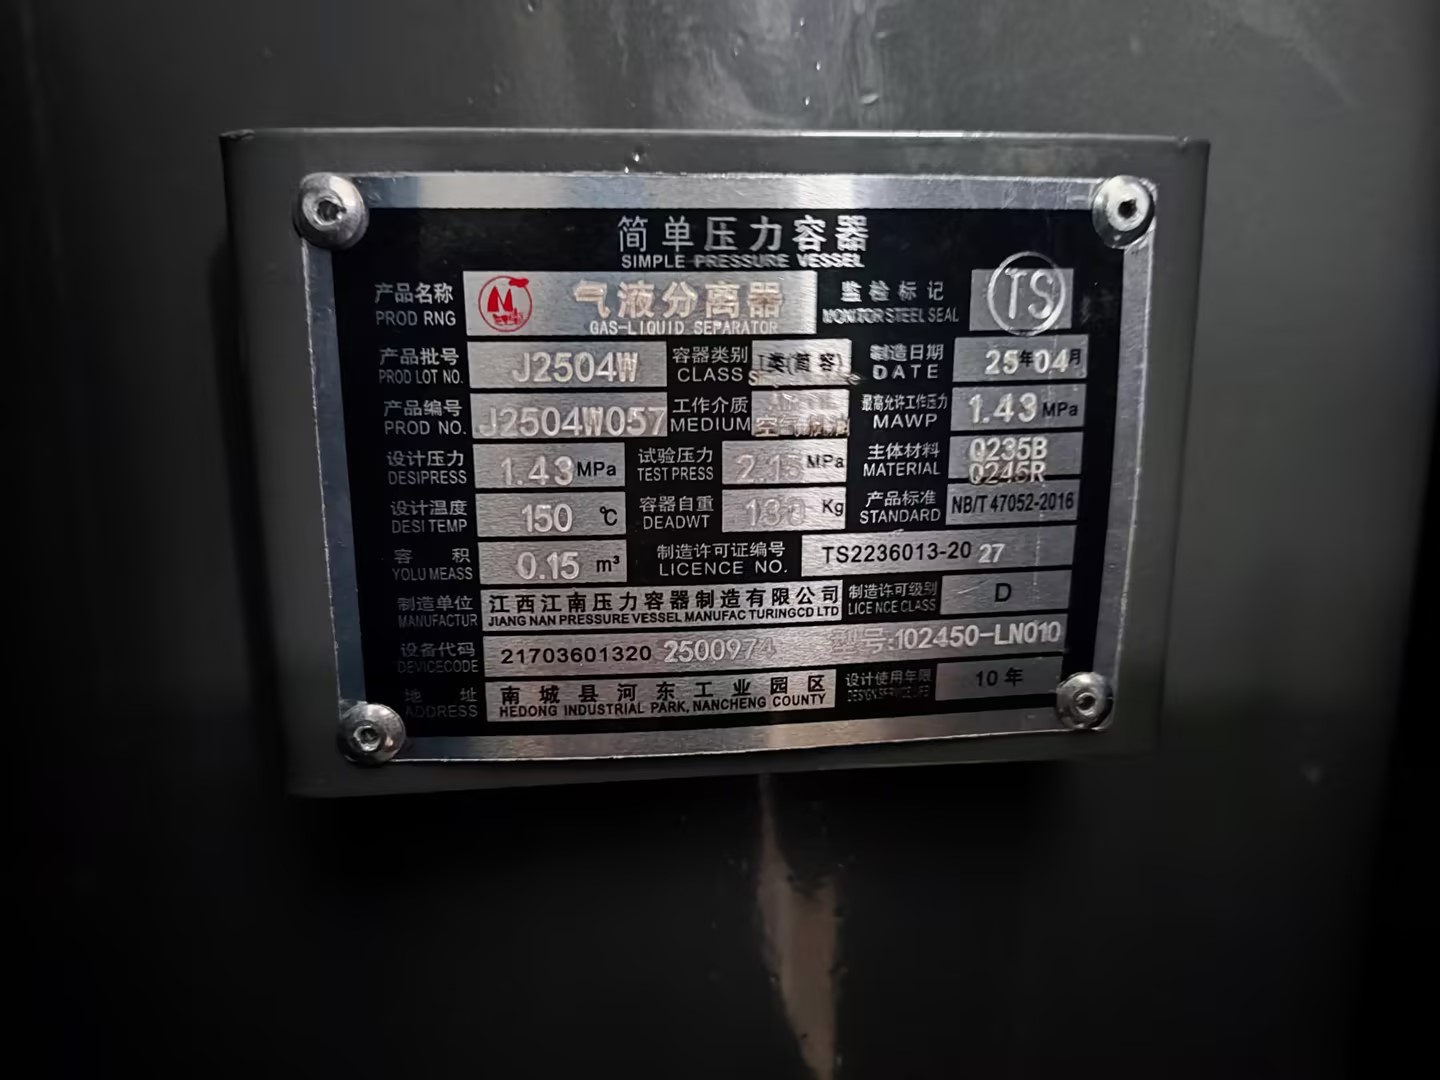 简单压力容器
SIMPLE PRESSURE VESSEL
产品名称 气液分离器 监检标记 TS
PROD RNG GAS-LIQUID SEPARATOR MONITOR STEEL SEAL
产品批号 J2504W 容器类别 I类(简容) 制造日期 25年04月
PROD LOT NO. CLASS DATE
产品编号 J2504W057 工作介质 空气 最高允许工作压力 1.43 MPa
PROD NO. MEDIUM MAWP
设计压力 1.43 MPa 试验压力 MPa 主体材料 Q235B
DESIPRESS TEST PRESS MATERIAL Q245R
设计温度 150 ℃ 容器自重 Kg 产品标准 NB/T 47052-2016
DESI TEMP DEADWT STANDARD
容积 0.15 m³ 制造许可证编号 TS2236013-20 27
YOLU MEASS LICENCE NO.
制造单位 江西江南压力容器制造有限公司 制造许可级别 D
MANUFACTUR JIANG NAN PRESSURE VESSEL MANUFAC TURINGCD LTD LICE NCE CLASS
设备代码 21703601320 2500974 型号:102450-LN010
DEVICECODE
地址 南城县河东工业园区 设计使用年限 10年
ADDRESS HEDONG INDUSTRIAL PARK, NANCHENG COUNTY DESIGN SERVICE LIFE